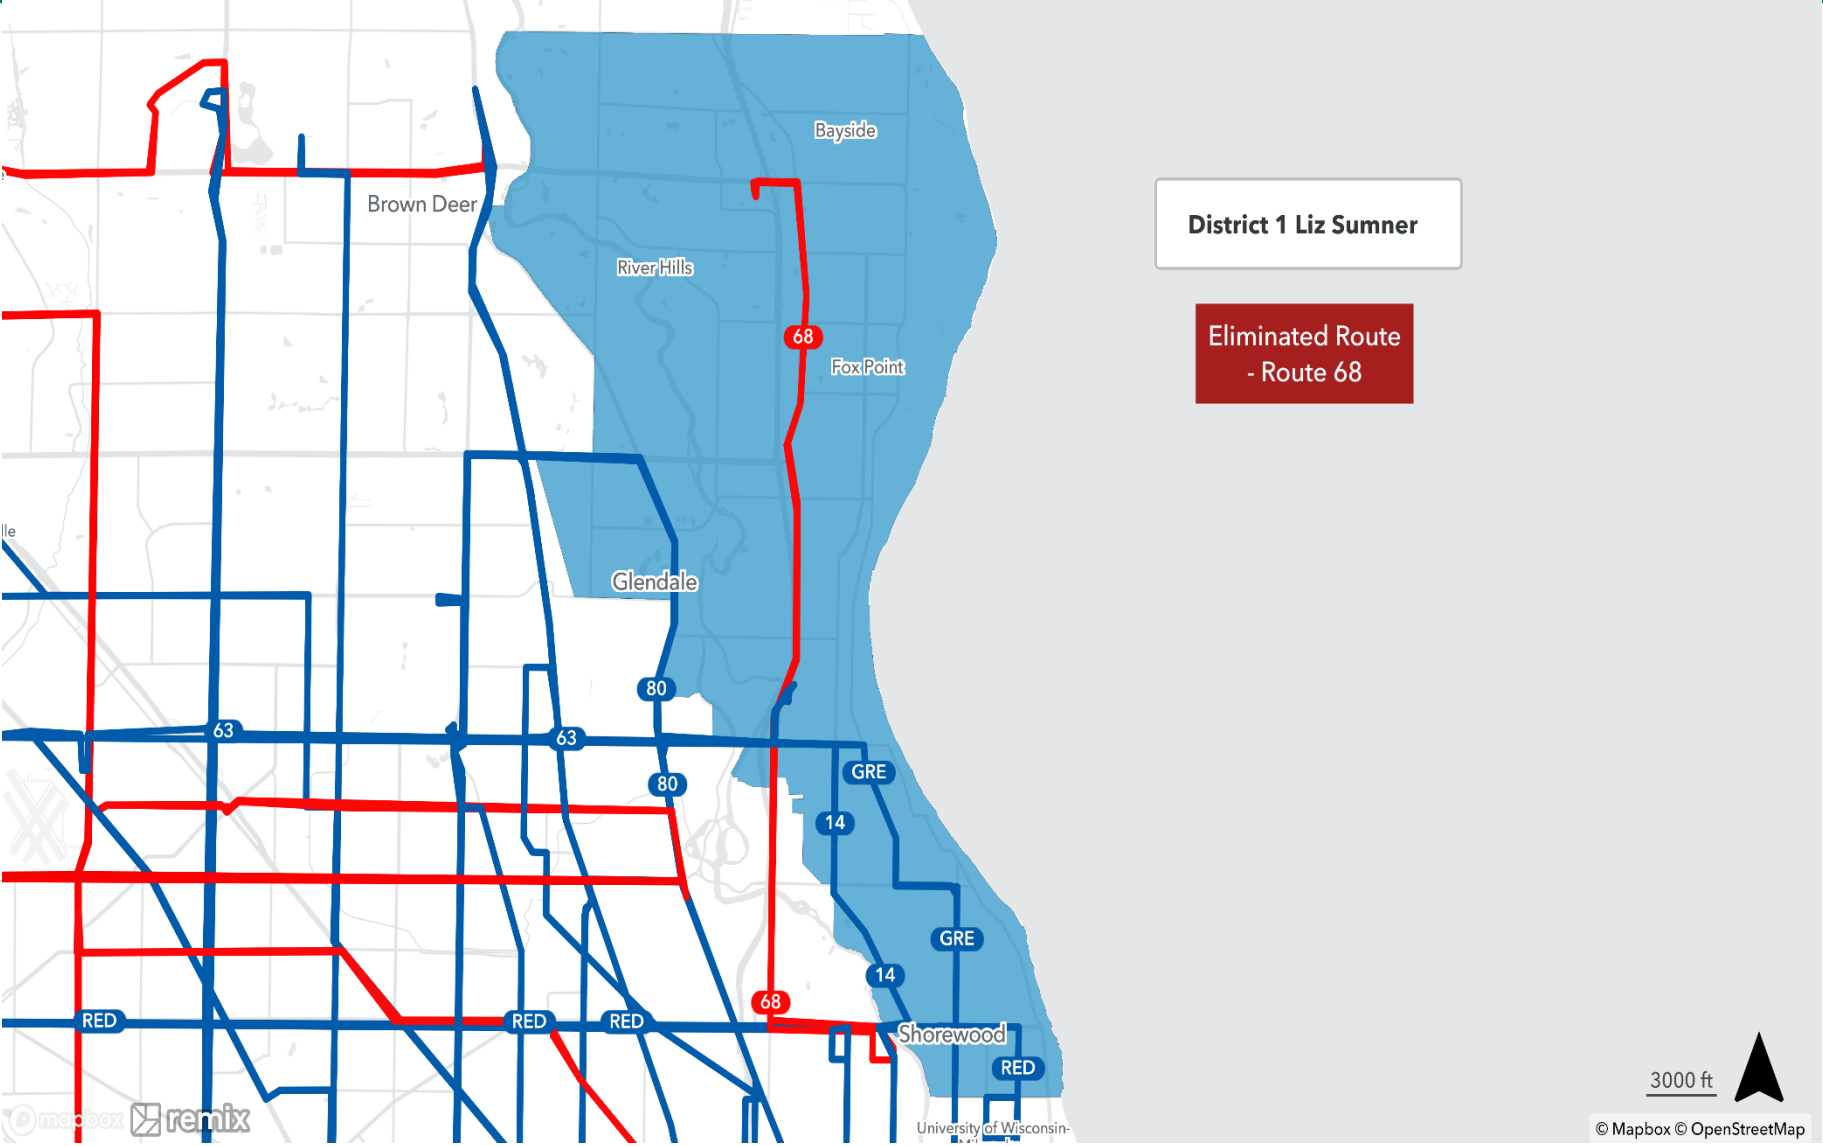 Bayside
Brown Deer
District 1 Liz Sumner
River Hills
68
Eliminated Route
- Route 68
Fox Point
lle
Glendale
80
63
63
80
GRE
14
GRE
14
68
RED
RED
RED
Shorewood
RED
3000 ft
mapbox
remix
University of Wisconsin-
© Mapbox © OpenStreetMap